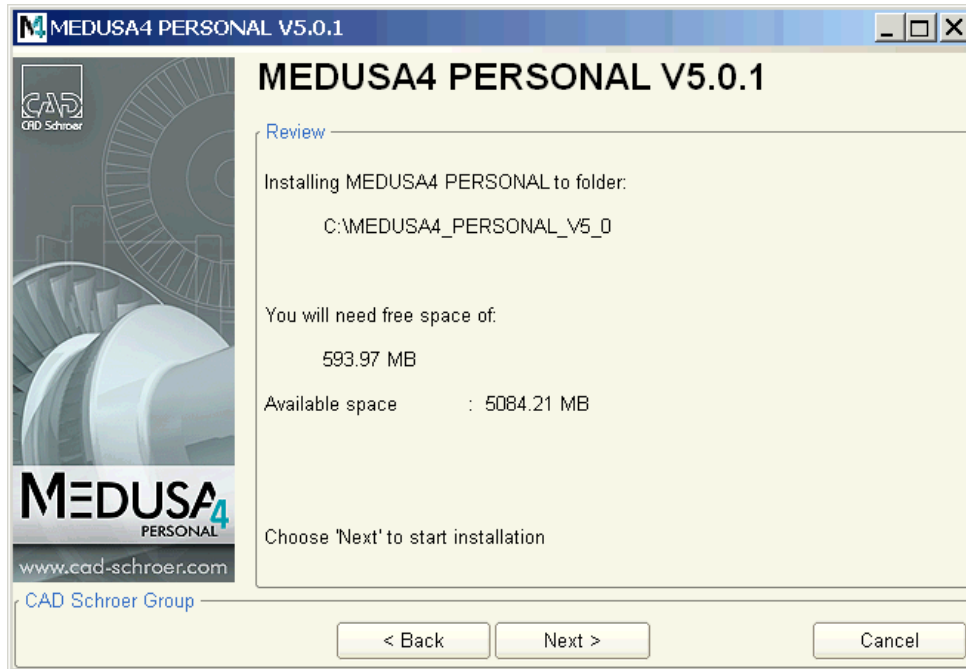 MEDUSA4 PERSONAL V5.0.1
CAD
CAD Schroer
MEDUSA4 PERSONAL V5.0.1
Review
Installing MEDUSA4 PERSONAL to folder:
C:\MEDUSA4_PERSONAL_V5_0
You will need free space of:
593.97 MB
Available space : 5084.21 MB
Choose 'Next' to start installation
MEDUSA4
PERSONAL
www.cad-schroer.com
CAD Schroer Group
< Back Next > Cancel